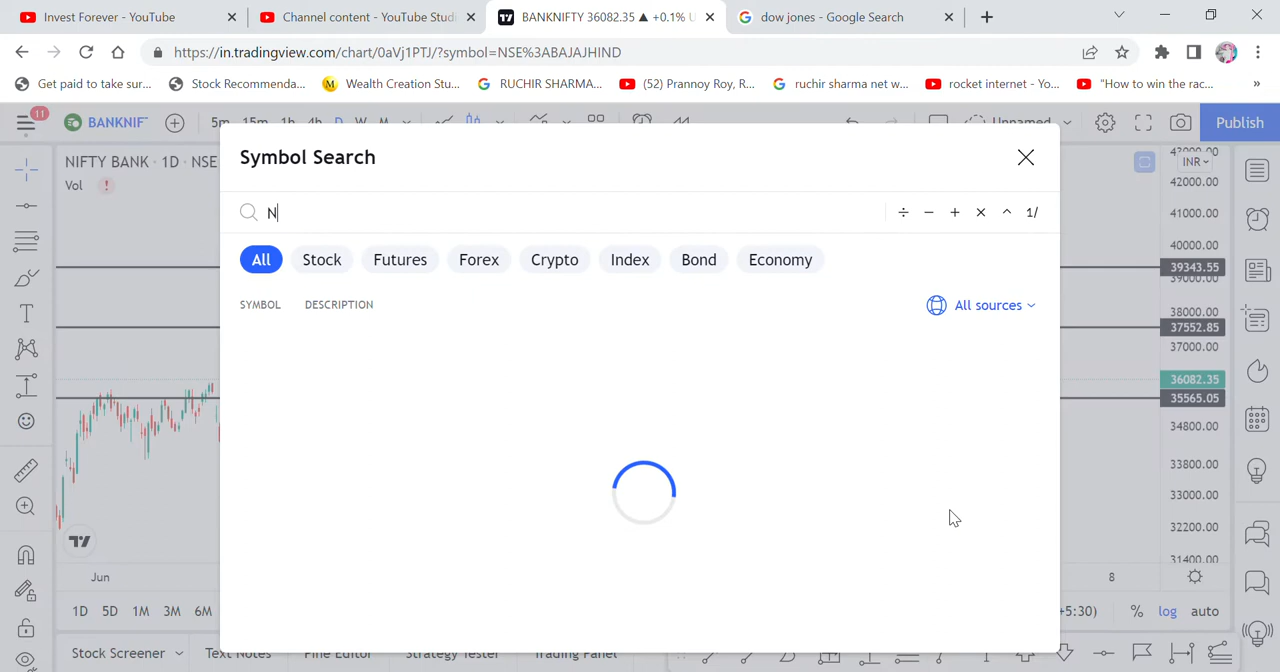 Invest Forever - YouTube
Channel content - YouTube Studi
BANKNIFTY 36082.35 ▲ +0.1% U
dow jones - Google Search
https://in.tradingview.com/chart/0aVj1PTJ/?symbol=NSE%3ABAJAJHIND
Get paid to take sur...
Stock Recommenda...
Wealth Creation Stu...
RUCHIR SHARMA...
(52) Prannoy Roy, R...
ruchir sharma net w...
rocket internet - Yo...
"How to win the rac...
»
11
BANKNIF
5m 15m 1h 4h D W M
Unnamed
Publish
NIFTY BANK · 1D · NSE
Vol !
Symbol Search
N
÷ − + × ^ 1/
All
Stock
Futures
Forex
Crypto
Index
Bond
Economy
SYMBOL
DESCRIPTION
All sources
INR
42000.00
41000.00
40000.00
39343.55
39000.00
38000.00
37552.85
37000.00
36082.35
35565.05
34800.00
33800.00
33000.00
32200.00
31400.00
Jun
8
1D 5D 1M 3M 6M
+5:30)
%
log
auto
Stock Screener
Text Notes
Pine Editor
Strategy Tester
Trading Panel